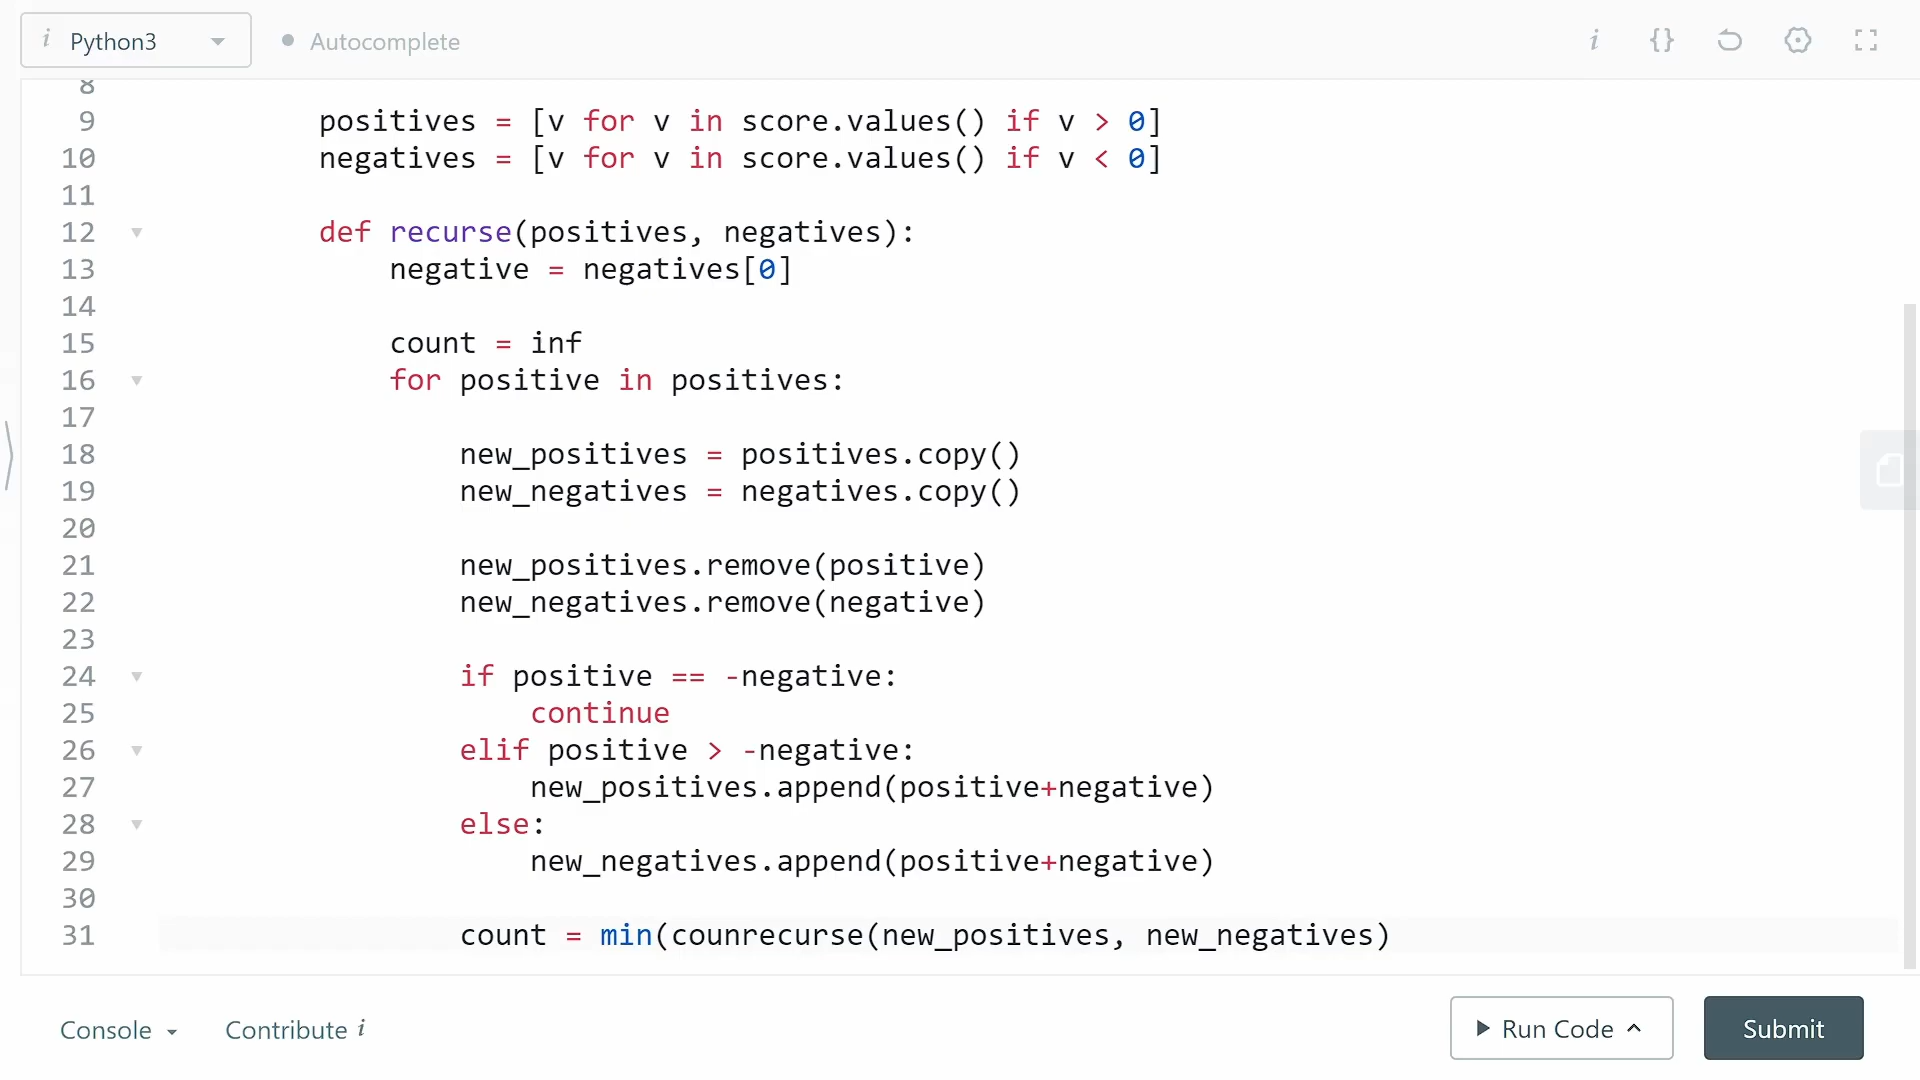 i Python3 Autocomplete i {}
8
9 positives = [v for v in score.values() if v > 0]
10 negatives = [v for v in score.values() if v < 0]
11
12 def recurse(positives, negatives):
13 negative = negatives[0]
14
15 count = inf
16 for positive in positives:
17
18 new_positives = positives.copy()
19 new_negatives = negatives.copy()
20
21 new_positives.remove(positive)
22 new_negatives.remove(negative)
23
24 if positive == -negative:
25 continue
26 elif positive > -negative:
27 new_positives.append(positive+negative)
28 else:
29 new_negatives.append(positive+negative)
30
31 count = min(counrecurse(new_positives, new_negatives)
Console Contribute i Run Code Submit